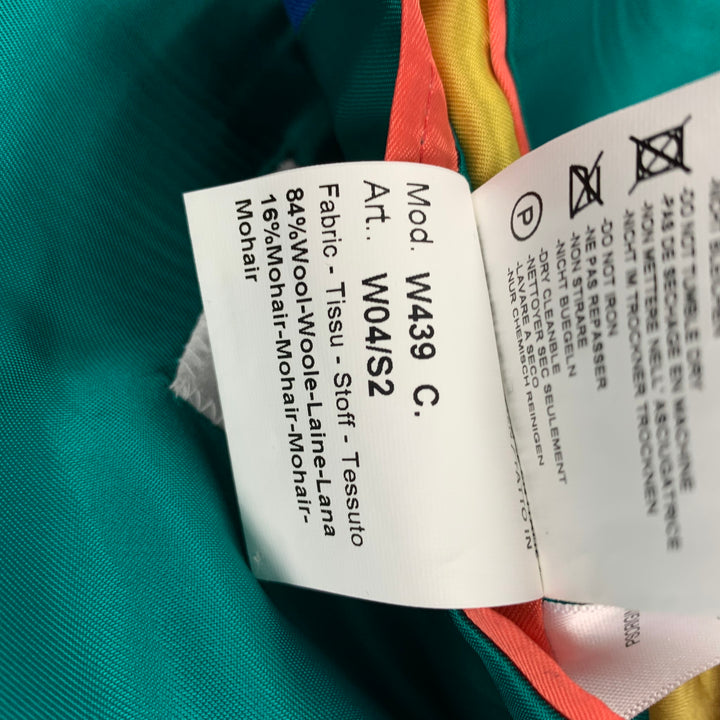 Mod. W439 C.
Art.. W04/S2
Fabric - Tissu - Stoff - Tessuto
84%Wool-Woole-Laine-Lana
16%Mohair-Mohair-Mohair-
Mohair
-DO NOT TUMBLE DRY
-PAS DE SECHAGE EN MACHINE
-NON METTERE NELL' ASCIUGATRICE
-NICHT IM TROCKNER TROCKNEN
-DO NOT IRON
-NE PAS REPASSER
-NON STIRARE
-NICHT BUEGELN
P
-DRY CLEANABLE
-NETTOYER SEC SEULEMENT
-LAVARE A SECO
-NUR CHEMISCH REINIGEN